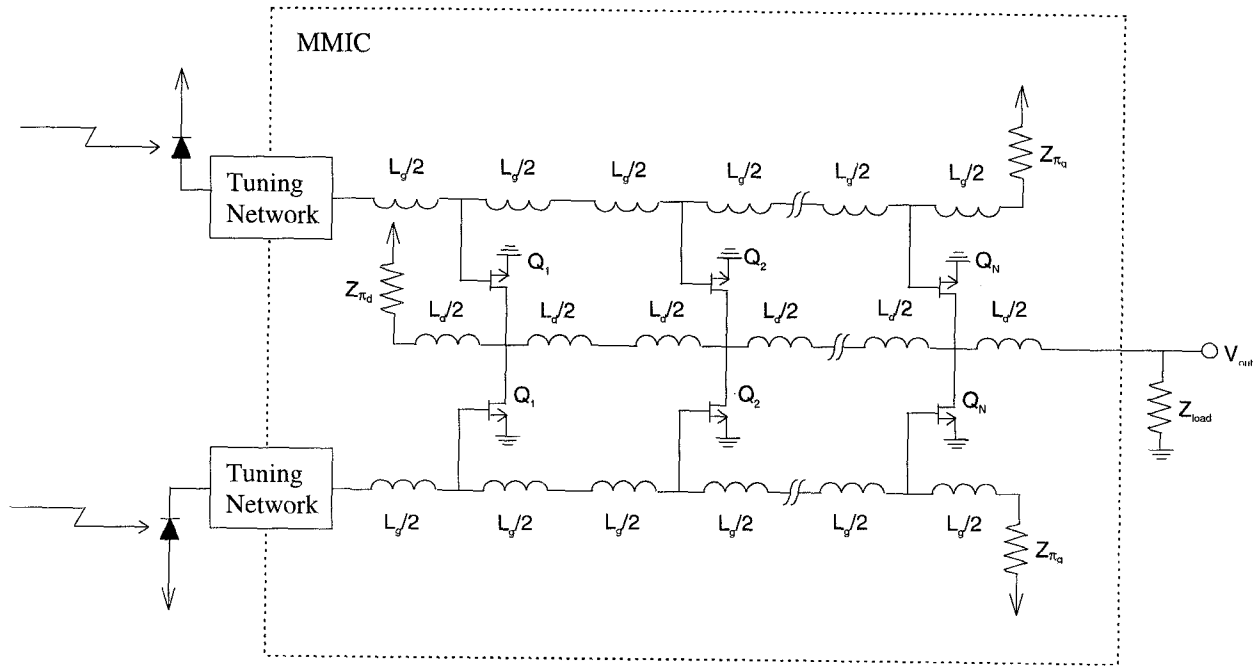 MMIC
L_g/2 L_g/2 L_g/2 L_g/2 L_g/2 L_g/2
Z_πg
Tuning
Network
Q_1 Q_2 Q_N
Z_πd
L_d/2 L_d/2 L_d/2 L_d/2 L_d/2 L_d/2
V_out
Q_1 Q_2 Q_N
Z_load
Tuning
Network
L_g/2 L_g/2 L_g/2 L_g/2 L_g/2 L_g/2
Z_πg